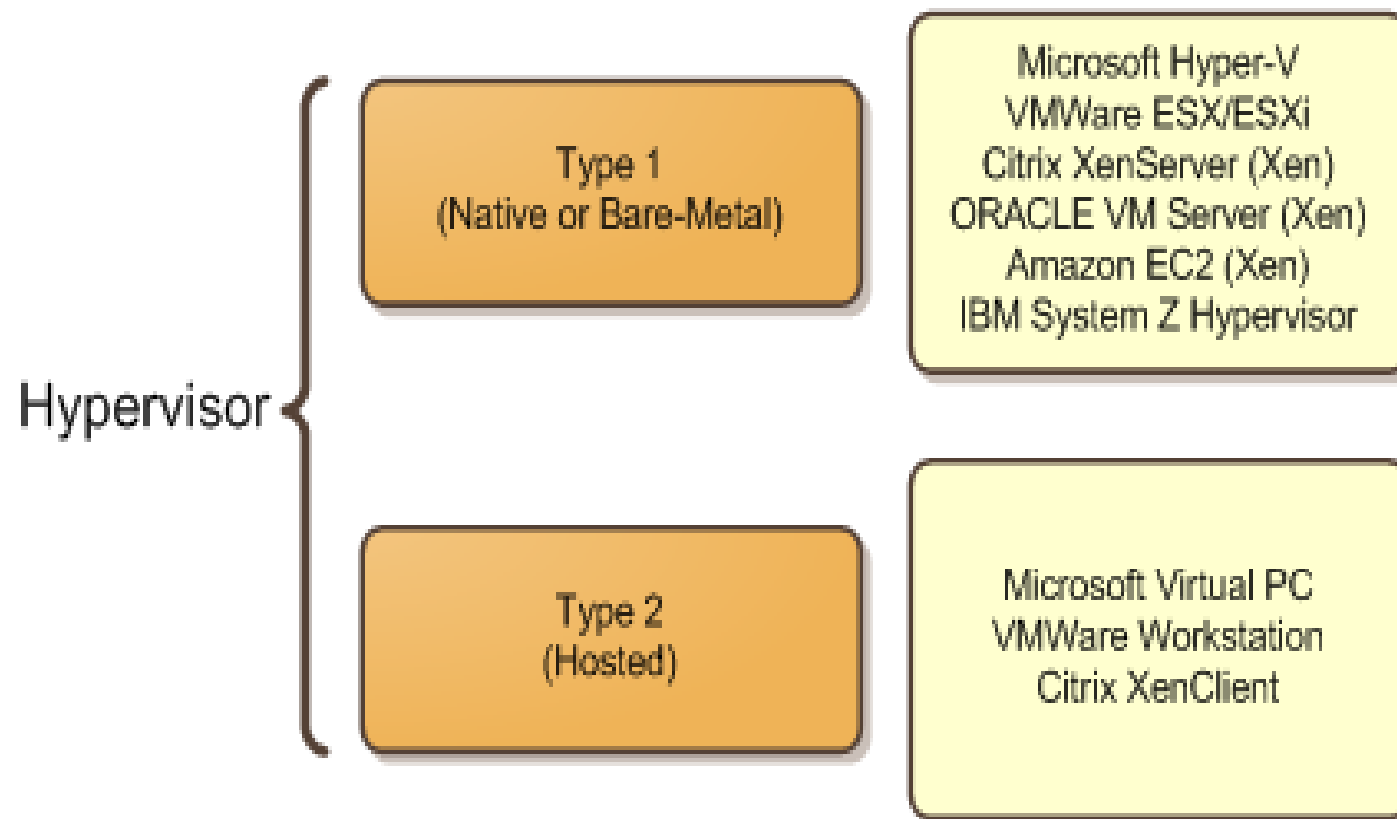 Hypervisor
Type 1
(Native or Bare-Metal)
Microsoft Hyper-V
VMWare ESX/ESXi
Citrix XenServer (Xen)
ORACLE VM Server (Xen)
Amazon EC2 (Xen)
IBM System Z Hypervisor
Type 2
(Hosted)
Microsoft Virtual PC
VMWare Workstation
Citrix XenClient